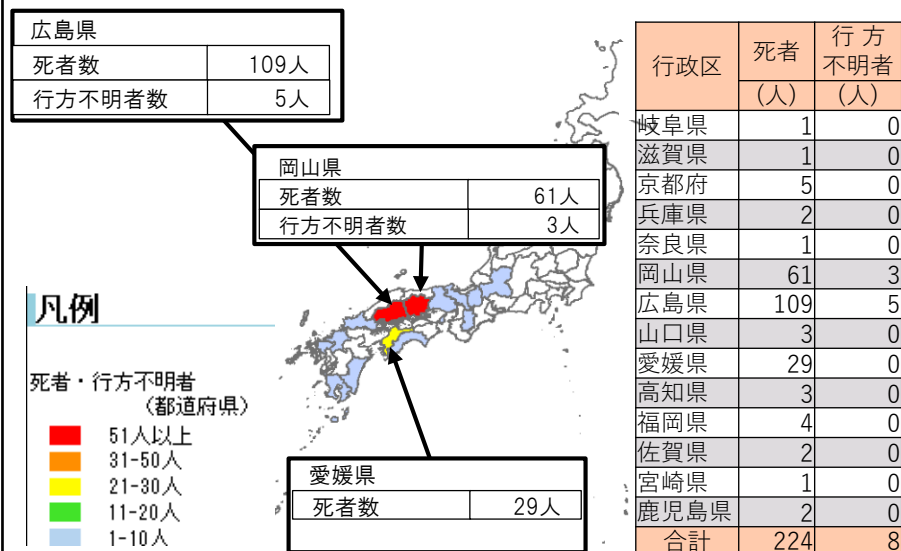 広島県
死者数 109人
行方不明者数 5人
岡山県
死者数 61人
行方不明者数 3人
凡例
死者・行方不明者
(都道府県)
51人以上
31-50人
21-30人
11-20人
1-10人
愛媛県
死者数 29人
行政区 死者 行方不明者
(人) (人)
岐阜県 1 0
滋賀県 1 0
京都府 5 0
兵庫県 2 0
奈良県 1 0
岡山県 61 3
広島県 109 5
山口県 3 0
愛媛県 29 0
高知県 3 0
福岡県 4 0
佐賀県 2 0
宮崎県 1 0
鹿児島県 2 0
合計 224 8